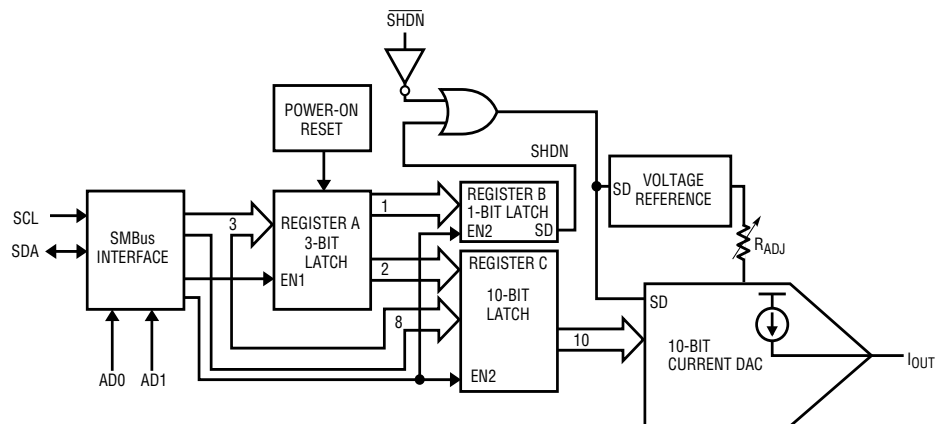 SHDN
POWER-ON
RESET
SHDN
VOLTAGE
REFERENCE
SD
SCL
SDA
SMBus
INTERFACE
3
REGISTER A
3-BIT
LATCH
EN1
1
2
8
REGISTER B
1-BIT LATCH
EN2
SD
REGISTER C
10-BIT
LATCH
EN2
10
RADJ
SD
10-BIT
CURRENT DAC
IOUT
AD0
AD1